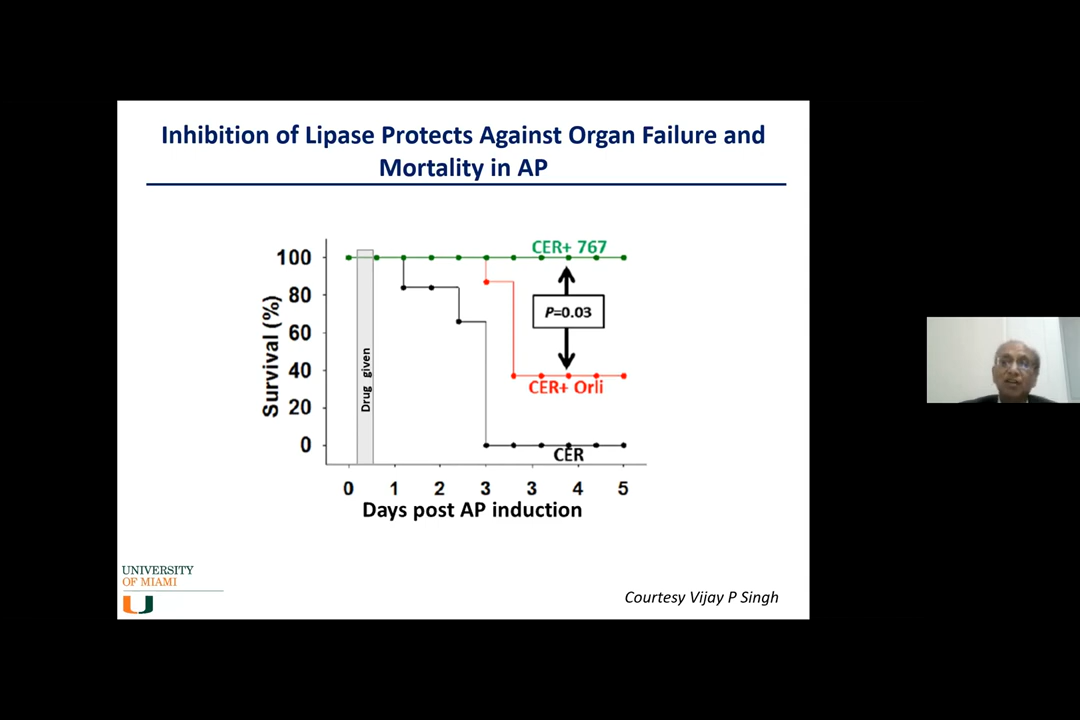 Inhibition of Lipase Protects Against Organ Failure and
Mortality in AP
CER+ 767
100
80
60
40
20
0
Survival (%)
Drug given
P=0.03
CER+ Orli
CER
0 1 2 3 3 4 5
Days post AP induction
UNIVERSITY
OF MIAMI
Courtesy Vijay P Singh